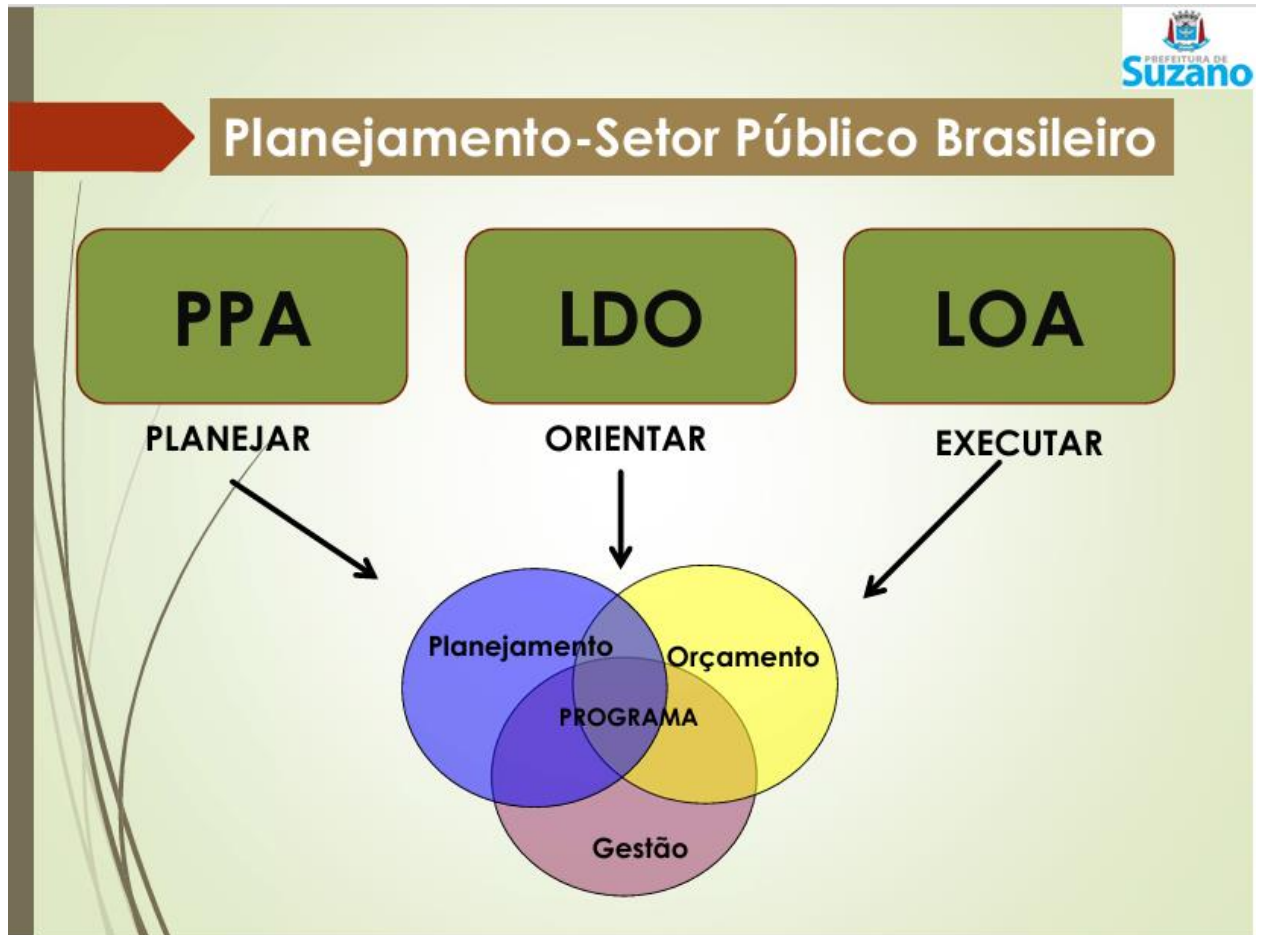 PREFEITURA DE
Suzano
Planejamento-Setor Público Brasileiro
PPA
LDO
LOA
PLANEJAR
ORIENTAR
EXECUTAR
Planejamento
Orçamento
PROGRAMA
Gestão